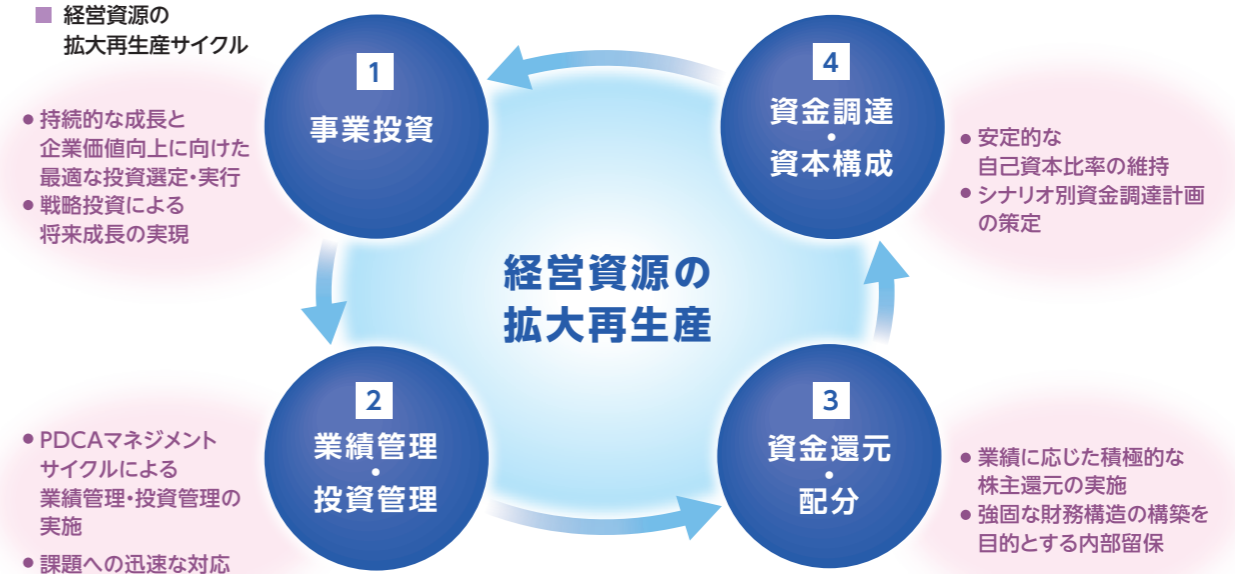 ■ 経営資源の
拡大再生産サイクル
1
事業投資
● 持続的な成長と
企業価値向上に向けた
最適な投資選定・実行
● 戦略投資による
将来成長の実現
2
業績管理
・
投資管理
● PDCAマネジメント
サイクルによる
業績管理・投資管理の
実施
● 課題への迅速な対応
経営資源の
拡大再生産
3
資金還元
・
配分
● 業績に応じた積極的な
株主還元の実施
● 強固な財務構造の構築を
目的とする内部留保
4
資金調達
・
資本構成
● 安定的な
自己資本比率の維持
● シナリオ別資金調達計画
の策定